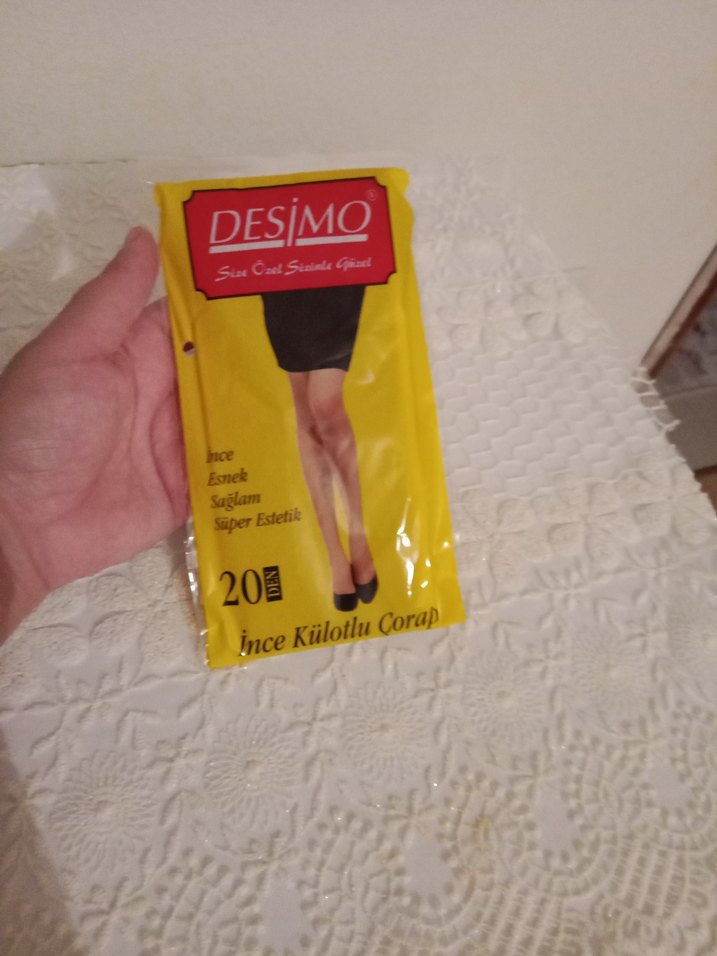 DESİMO®
Size Özel Sizinle Güzel
İnce
Esnek
Sağlam
Süper Estetik
20 DEN
İnce Külotlu Çorap